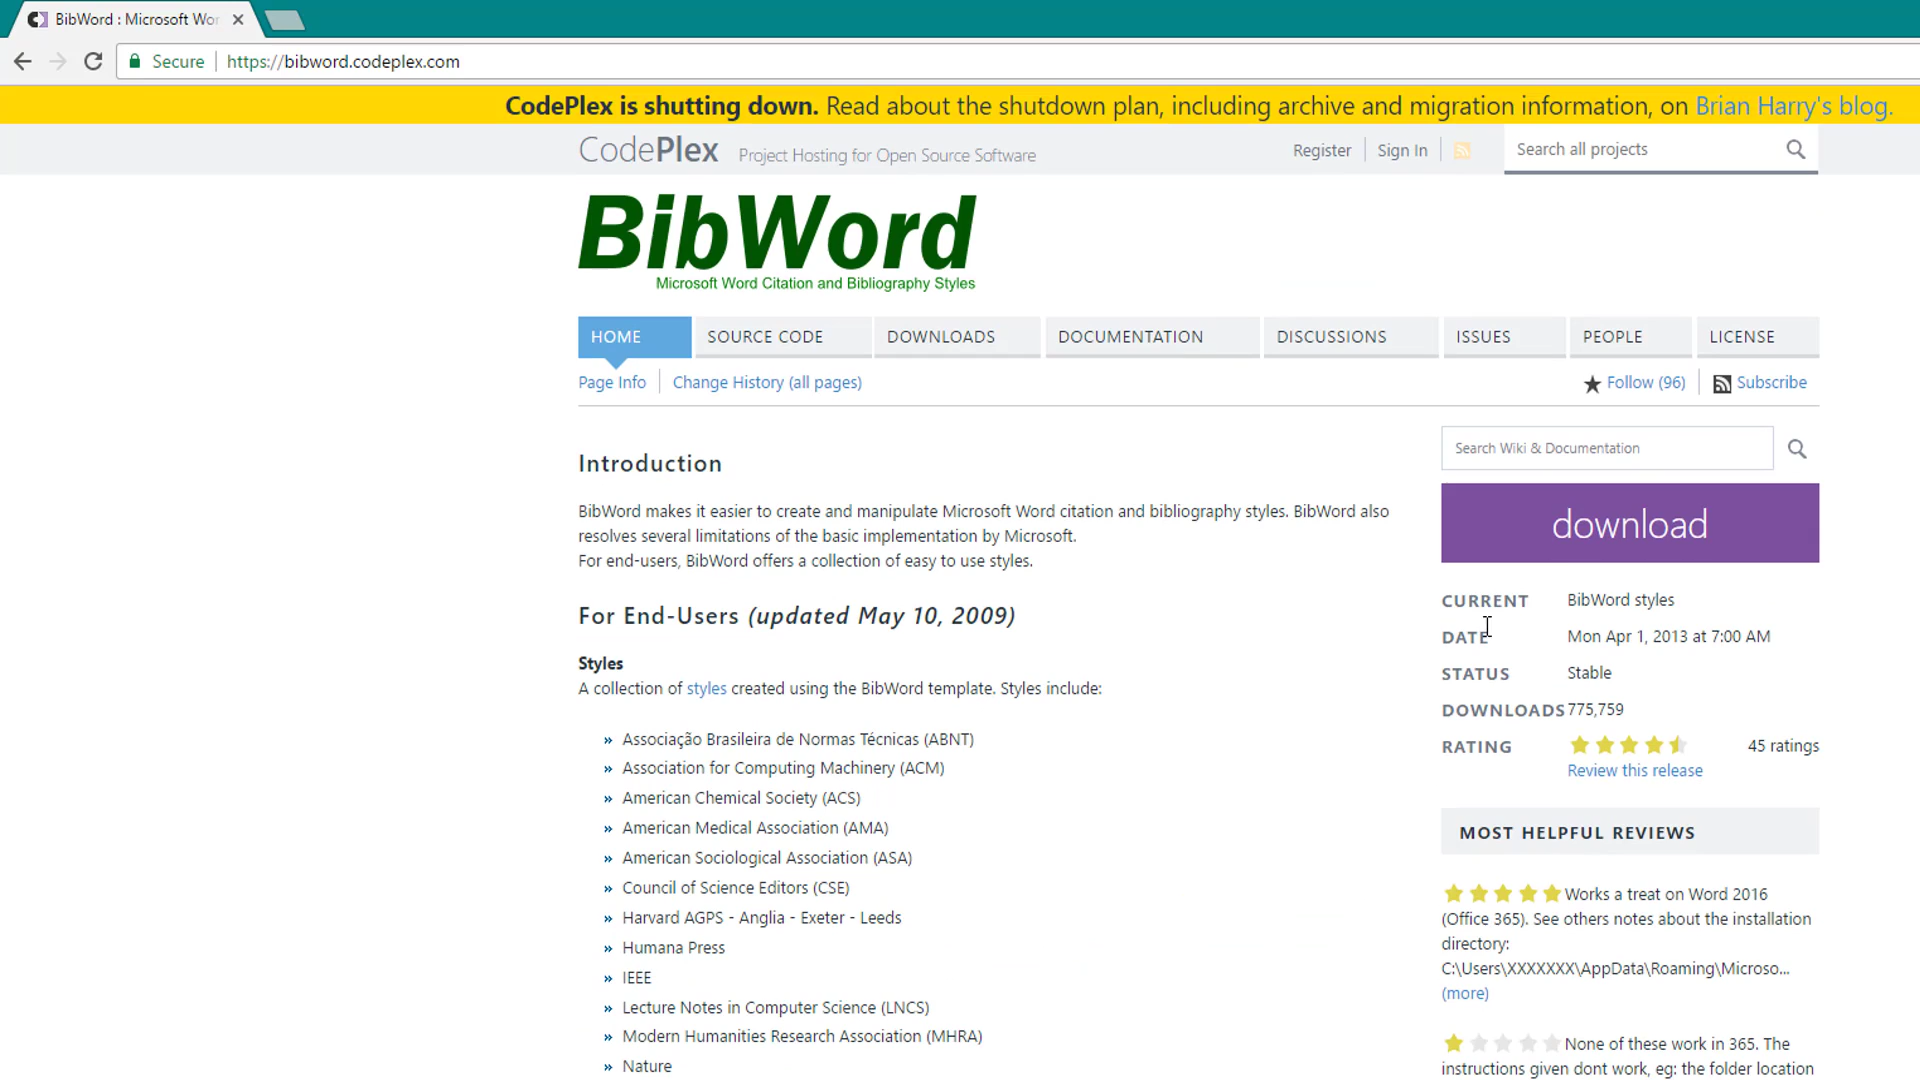 BibWord : Microsoft Wor
Secure
https://bibword.codeplex.com
CodePlex is shutting down. Read about the shutdown plan, including archive and migration information, on Brian Harry's blog.
CodePlex Project Hosting for Open Source Software
Register
Sign In
Search all projects
BibWord
Microsoft Word Citation and Bibliography Styles
HOME
SOURCE CODE
DOWNLOADS
DOCUMENTATION
DISCUSSIONS
ISSUES
PEOPLE
LICENSE
Page Info
Change History (all pages)
Follow (96)
Subscribe
Introduction
BibWord makes it easier to create and manipulate Microsoft Word citation and bibliography styles. BibWord also
resolves several limitations of the basic implementation by Microsoft.
For end-users, BibWord offers a collection of easy to use styles.
For End-Users (updated May 10, 2009)
Styles
A collection of styles created using the BibWord template. Styles include:
» Associação Brasileira de Normas Técnicas (ABNT)
» Association for Computing Machinery (ACM)
» American Chemical Society (ACS)
» American Medical Association (AMA)
» American Sociological Association (ASA)
» Council of Science Editors (CSE)
» Harvard AGPS - Anglia - Exeter - Leeds
» Humana Press
» IEEE
» Lecture Notes in Computer Science (LNCS)
» Modern Humanities Research Association (MHRA)
» Nature
Search Wiki & Documentation
download
CURRENT BibWord styles
DATE Mon Apr 1, 2013 at 7:00 AM
STATUS Stable
DOWNLOADS 775,759
RATING 45 ratings
Review this release
MOST HELPFUL REVIEWS
Works a treat on Word 2016
(Office 365). See others notes about the installation
directory:
C:\Users\XXXXXXX\AppData\Roaming\Microso...
(more)
None of these work in 365. The
instructions given dont work, eg: the folder location